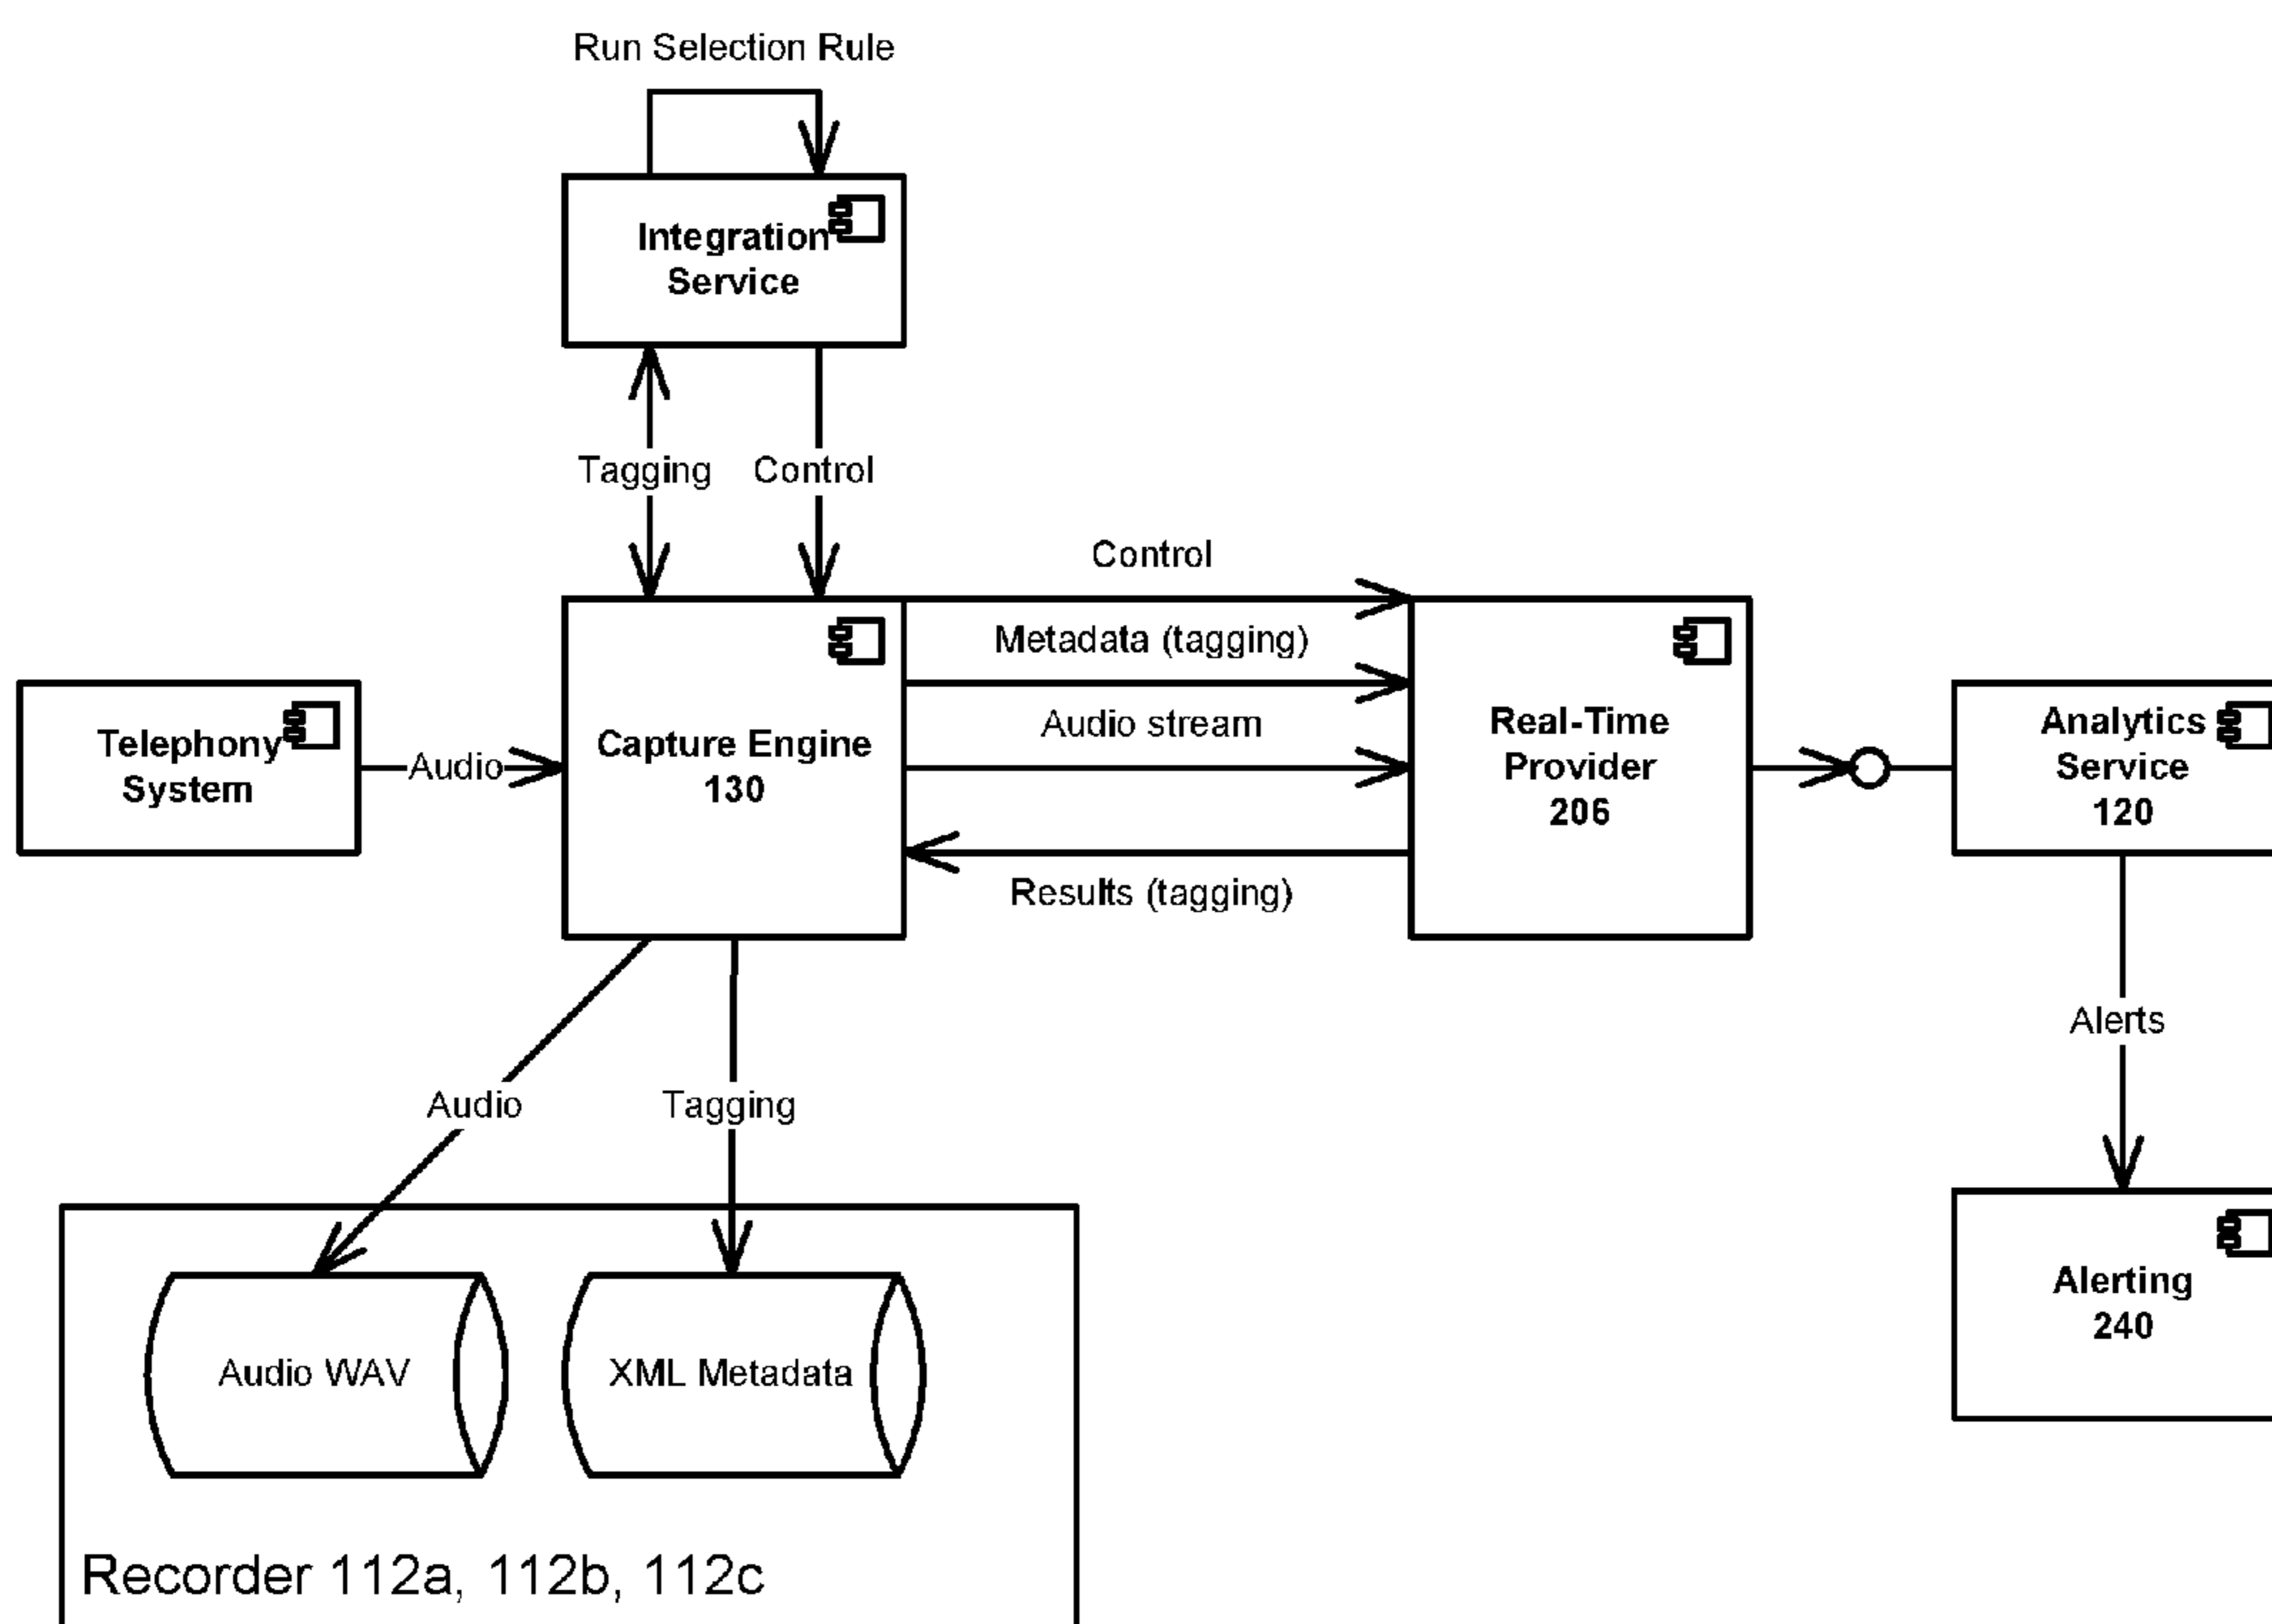 Run Selection Rule
Integration
Service
Tagging
Control
Control
Metadata (tagging)
Audio stream
Results (tagging)
Telephony
System
Audio
Capture Engine
130
Real-Time
Provider
206
Analytics
Service
120
Alerts
Audio
Tagging
Alerting
240
Audio WAV
XML Metadata
Recorder 112a, 112b, 112c